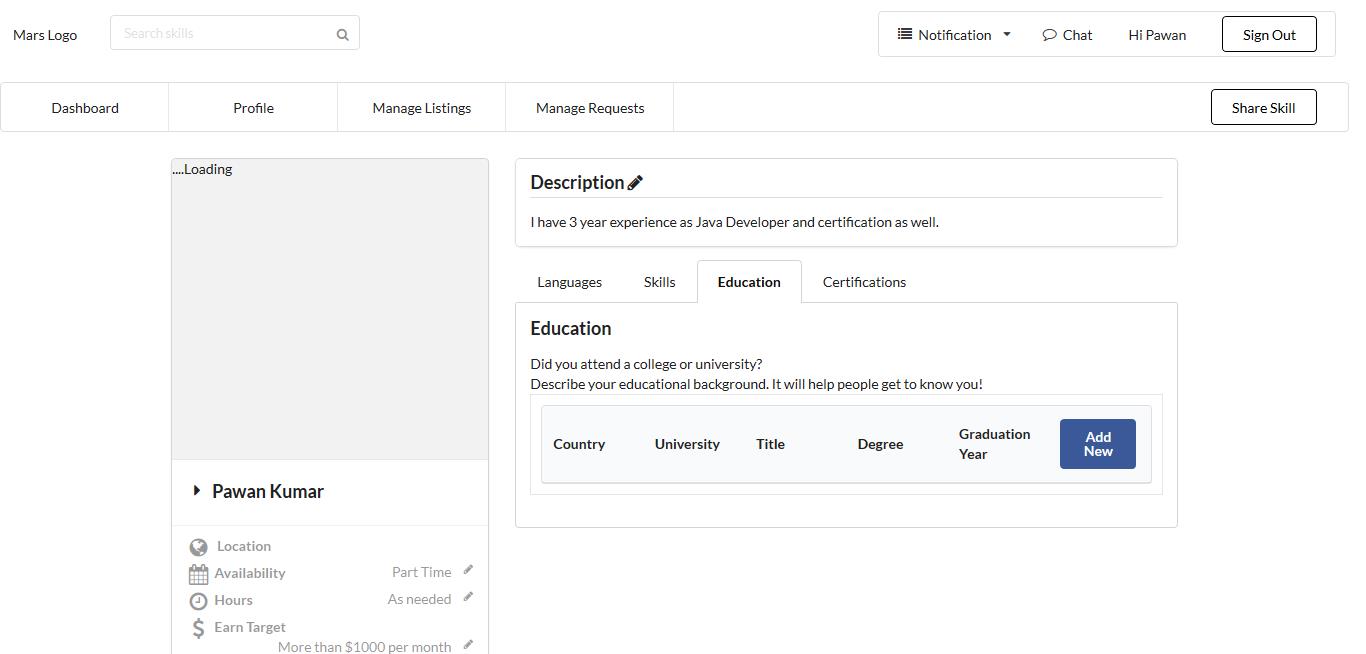 Mars Logo
Search skills
Notification
Chat
Hi Pawan
Sign Out
Dashboard
Profile
Manage Listings
Manage Requests
Share Skill
....Loading
Pawan Kumar
Location
Availability
Part Time
Hours
As needed
Earn Target
More than $1000 per month
Description
I have 3 year experience as Java Developer and certification as well.
Languages
Skills
Education
Certifications
Education
Did you attend a college or university?
Describe your educational background. It will help people get to know you!
Country
University
Title
Degree
Graduation
Year
Add
New